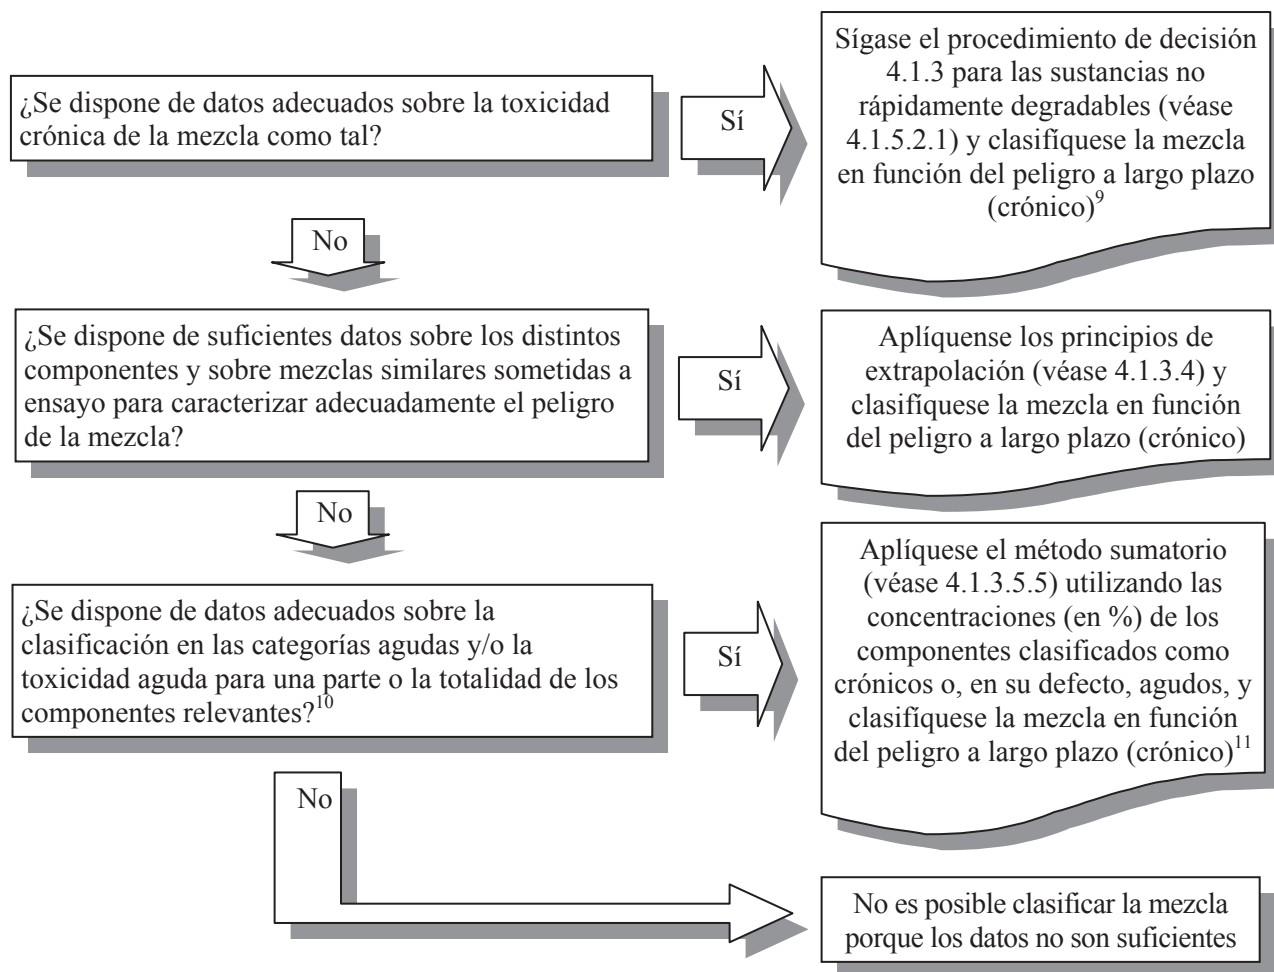 ¿Se dispone de datos adecuados sobre la toxicidad
crónica de la mezcla como tal?
Sí
Sígase el procedimiento de decisión
4.1.3 para las sustancias no
rápidamente degradables (véase
4.1.5.2.1) y clasifíquese la mezcla
en función del peligro a largo plazo
(crónico)9
No
¿Se dispone de suficientes datos sobre los distintos
componentes y sobre mezclas similares sometidas a
ensayo para caracterizar adecuadamente el peligro
de la mezcla?
Sí
Aplíquense los principios de
extrapolación (véase 4.1.3.4) y
clasifíquese la mezcla en función
del peligro a largo plazo (crónico)
No
¿Se dispone de datos adecuados sobre la
clasificación en las categorías agudas y/o la
toxicidad aguda para una parte o la totalidad de los
componentes relevantes?10
Sí
Aplíquese el método sumatorio
(véase 4.1.3.5.5) utilizando las
concentraciones (en %) de los
componentes clasificados como
crónicos o, en su defecto, agudos, y
clasifíquese la mezcla en función
del peligro a largo plazo (crónico)11
No
No es posible clasificar la mezcla
porque los datos no son suficientes